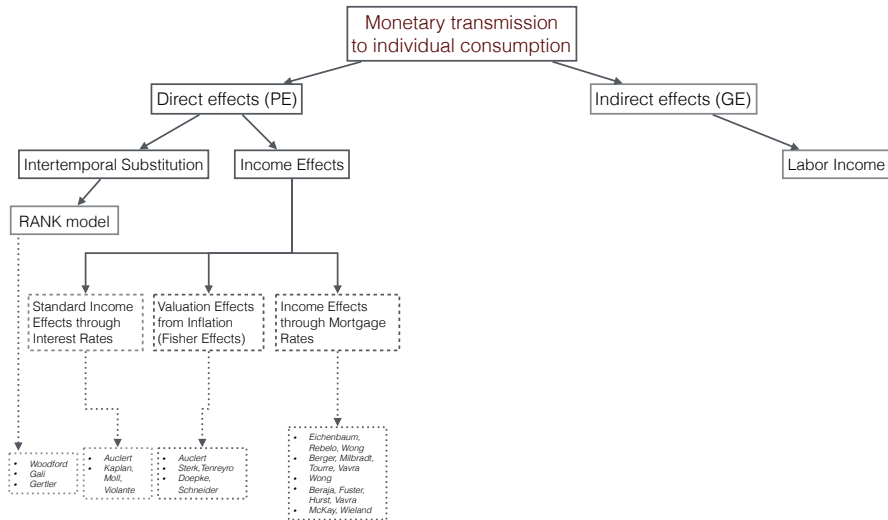 Monetary transmission
to individual consumption
Direct effects (PE)
Indirect effects (GE)
Intertemporal Substitution
Income Effects
Labor Income
RANK model
Standard Income
Effects through
Interest Rates
Valuation Effects
from Inflation
(Fisher Effects)
Income Effects
through Mortgage
Rates
• Woodford
• Gali
• Gertler
• Auclert
• Kaplan,
Moll,
Violante
• Auclert
• Sterk,Tenreyro
• Doepke,
Schneider
• Eichenbaum,
Rebelo, Wong
• Berger, Milbradt,
Tourre, Vavra
• Wong
• Beraja, Fuster,
Hurst, Vavra
• McKay, Wieland